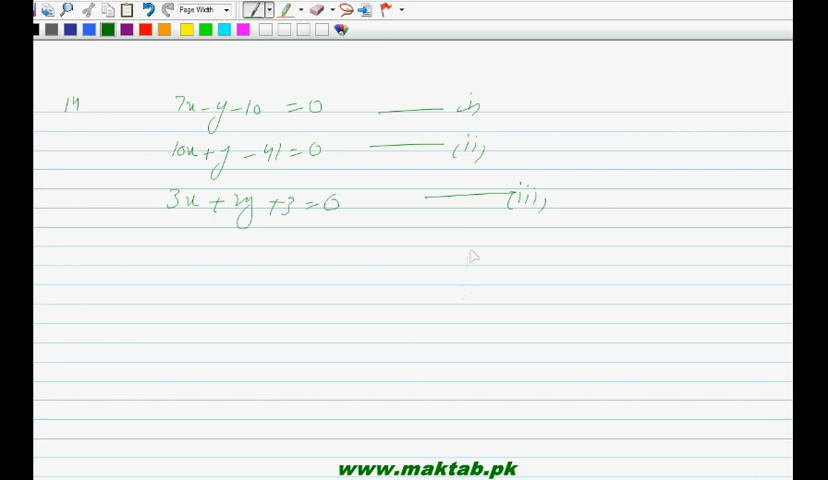 Page Width
14 7x - y - 10 = 0 (i)
10x + y - 41 = 0 (ii)
3x + 2y + 3 = 0 (iii)
www.maktab.pk